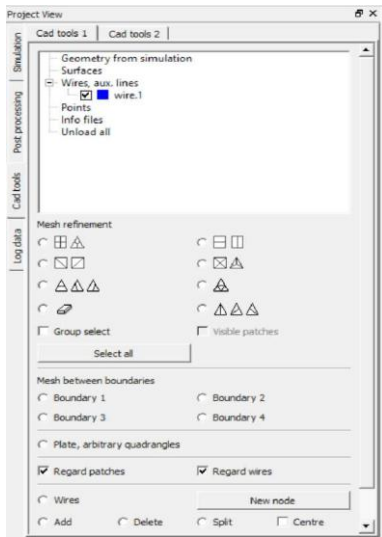 Project View
Cad tools 1 Cad tools 2
Simulation
Post processing
Cad tools
Log data
Geometry from simulation
Surfaces
Wires, aux. lines
wire.1
Points
Info files
Unload all
Mesh refinement
Group select Visible patches
Select all
Mesh between boundaries
Boundary 1 Boundary 2
Boundary 3 Boundary 4
Plate, arbitrary quadrangles
Regard patches Regard wires
Wires New node
Add Delete Split Centre